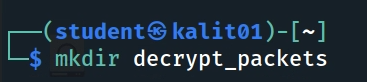 ┌──(student㉿kalit01)-[~]
└─$ mkdir decrypt_packets